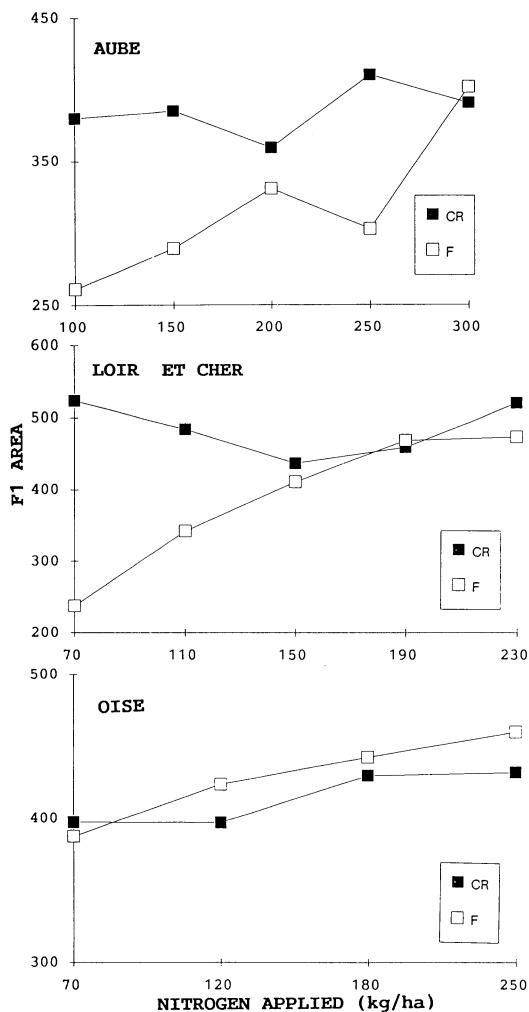 450
AUBE
350
CR
F
250
100 150 200 250 300
600
LOIR ET CHER
500
F1 AREA
400
300
CR
F
200
70 110 150 190 230
500
OISE
400
CR
F
300
70 120 180 250
NITROGEN APPLIED (kg/ha)